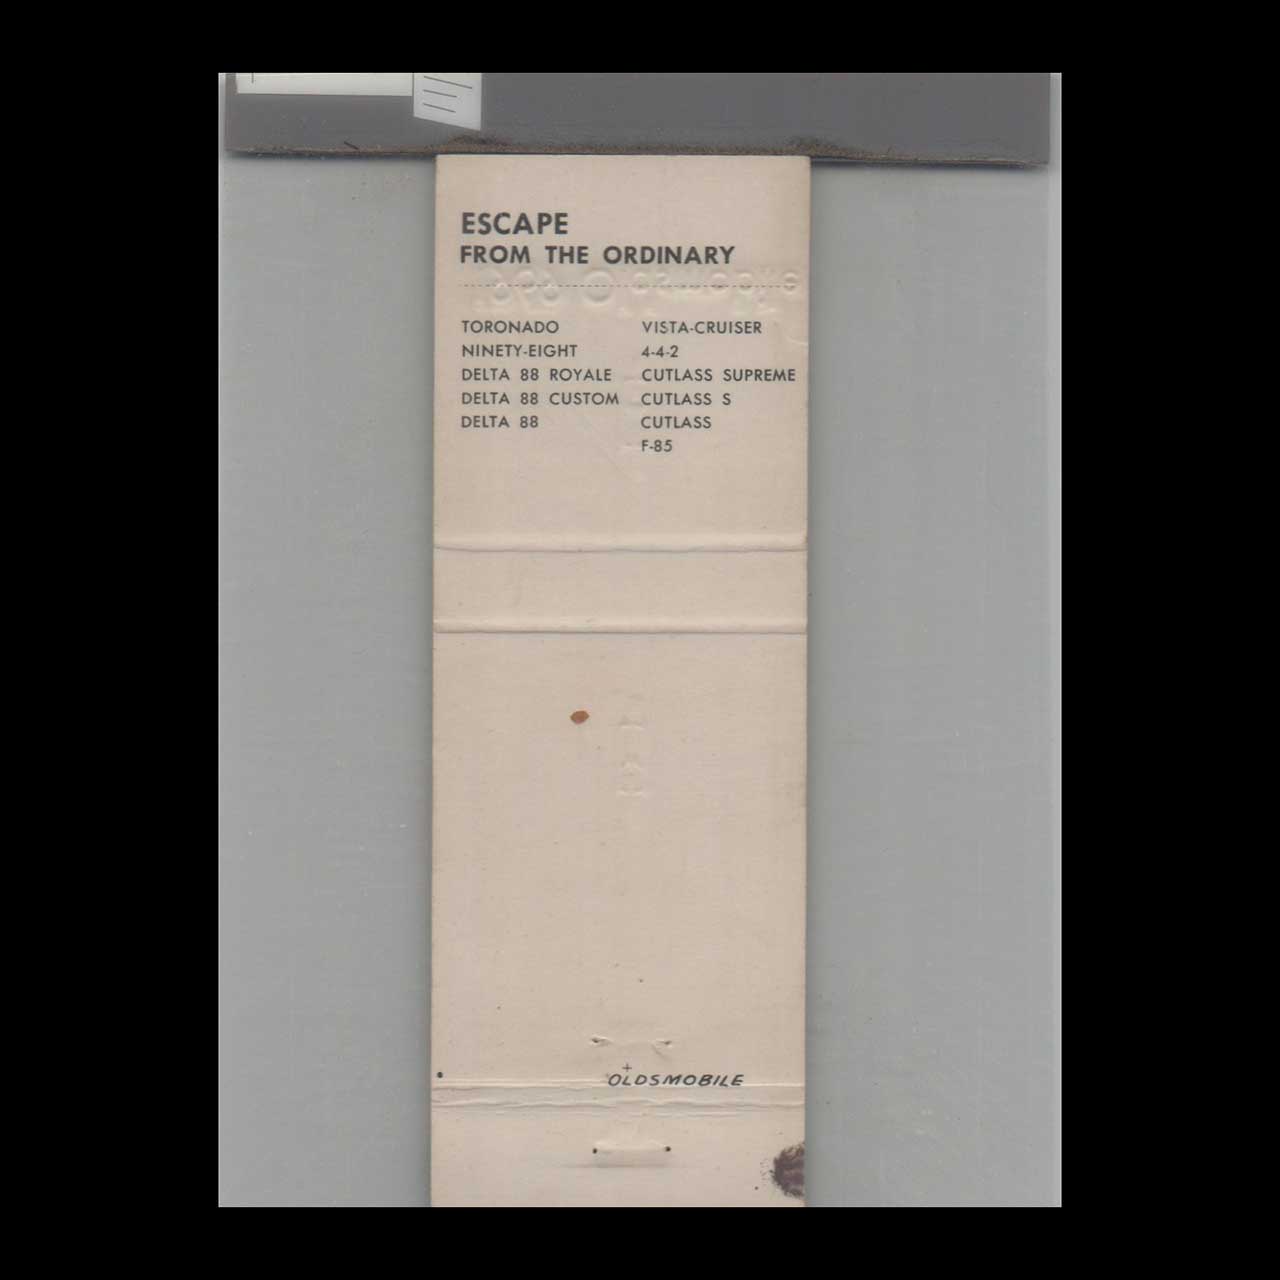 ESCAPE
FROM THE ORDINARY
TORONADO
NINETY-EIGHT
DELTA 88 ROYALE
DELTA 88 CUSTOM
DELTA 88
VISTA-CRUISER
4-4-2
CUTLASS SUPREME
CUTLASS S
CUTLASS
F-85
OLDSMOBILE